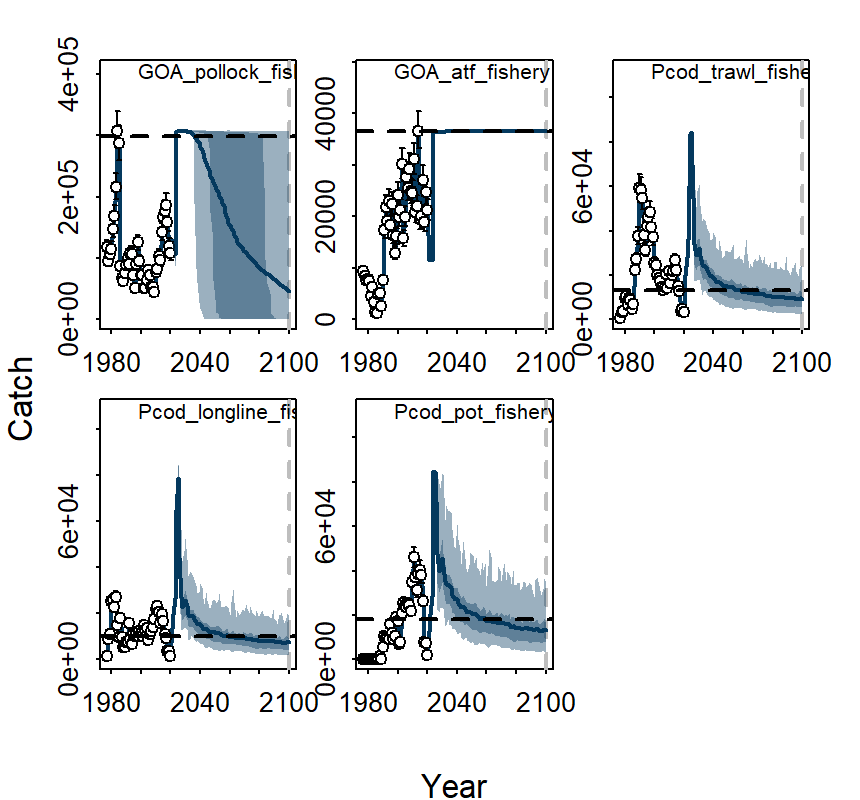 GOA_pollock_fisl
GOA_atf_fishery
Pcod_trawl_fishe
4e+05
2e+05
0e+00
40000
20000
0
6e+04
0e+00
1980 2040 2100
1980 2040 2100
1980 2040 2100
Catch
Pcod_longline_fis
Pcod_pot_fishery
6e+04
0e+00
6e+04
0e+00
1980 2040 2100
1980 2040 2100
Year